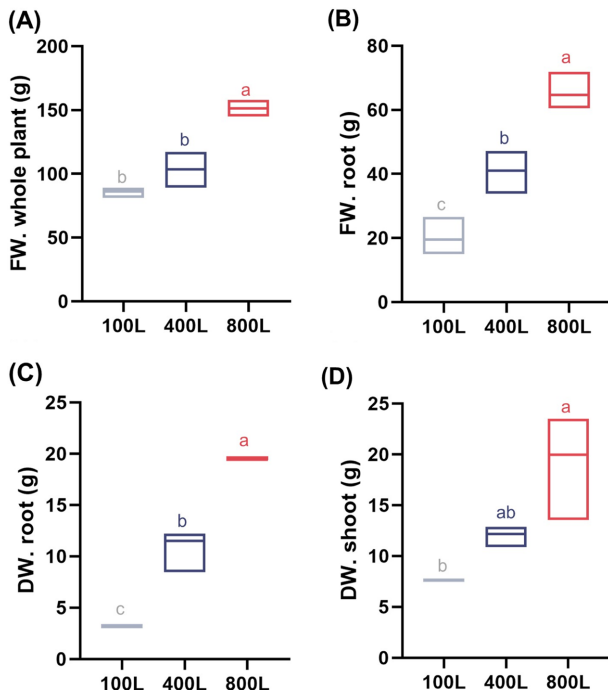 (A)
FW. whole plant (g)
200
150
100
50
0
b
b
a
100L 400L 800L
(B)
FW. root (g)
80
60
40
20
0
c
b
a
100L 400L 800L
(C)
DW. root (g)
25
20
15
10
5
0
c
b
a
100L 400L 800L
(D)
DW. shoot (g)
25
20
15
10
5
0
b
ab
a
100L 400L 800L